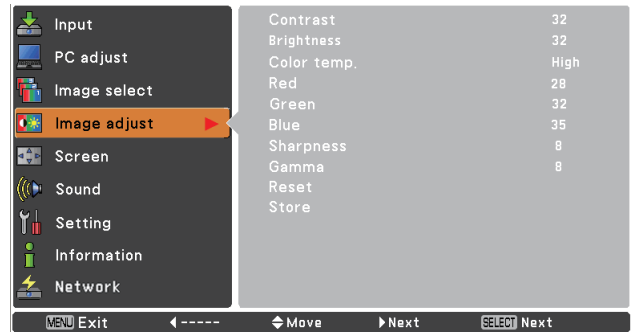 Input
PC adjust
Image select
Image adjust
Screen
Sound
Setting
Information
Network
Contrast 32
Brightness 32
Color temp. High
Red 28
Green 32
Blue 35
Sharpness 8
Gamma 8
Reset
Store
MENU Exit ----- Move Next SELECT Next